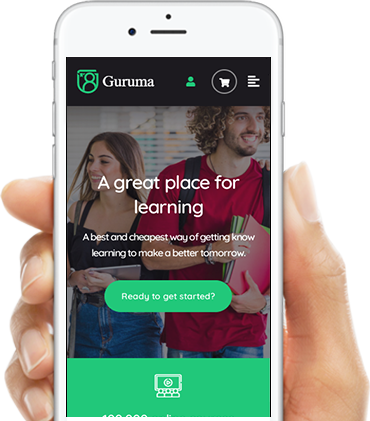 Guruma
A great place for
learning
A best and cheapest way of getting know
learning to make a better tomorrow.
Ready to get started?